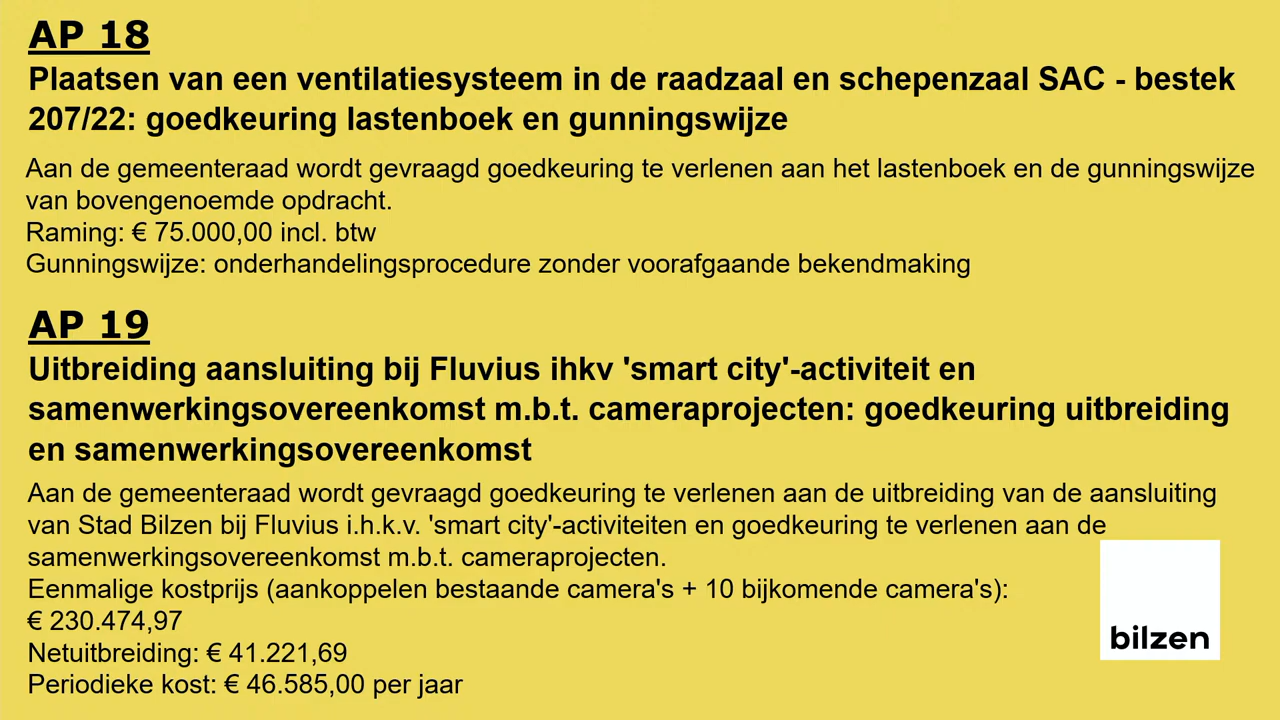 AP 18
Plaatsen van een ventilatiesysteem in de raadzaal en schepenzaal SAC - bestek
207/22: goedkeuring lastenboek en gunningswijze
Aan de gemeenteraad wordt gevraagd goedkeuring te verlenen aan het lastenboek en de gunningswijze
van bovengenoemde opdracht.
Raming: € 75.000,00 incl. btw
Gunningswijze: onderhandelingsprocedure zonder voorafgaande bekendmaking
AP 19
Uitbreiding aansluiting bij Fluvius ihkv 'smart city'-activiteit en
samenwerkingsovereenkomst m.b.t. cameraprojecten: goedkeuring uitbreiding
en samenwerkingsovereenkomst
Aan de gemeenteraad wordt gevraagd goedkeuring te verlenen aan de uitbreiding van de aansluiting
van Stad Bilzen bij Fluvius i.h.k.v. 'smart city'-activiteiten en goedkeuring te verlenen aan de
samenwerkingsovereenkomst m.b.t. cameraprojecten.
Eenmalige kostprijs (aankoppelen bestaande camera's + 10 bijkomende camera's):
€ 230.474,97
Netuitbreiding: € 41.221,69
Periodieke kost: € 46.585,00 per jaar
bilzen